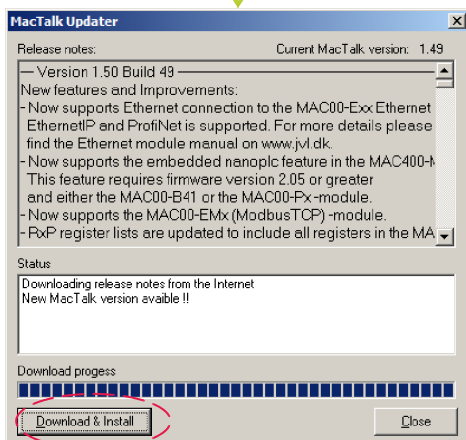 MacTalk Updater
Release notes: Current MacTalk version: 1.49
— Version 1.50 Build 49 —
New features and Improvements:
- Now supports Ethernet connection to the MAC00-Exx Ethernet
EthernetIP and ProfiNet is supported. For more details please
find the Ethernet module manual on www.jvl.dk.
- Now supports the embedded nanoplc feature in the MAC400-M
This feature requires firmware version 2.05 or greater
and either the MAC00-B41 or the MAC00-Px -module.
- Now supports the MAC00-EMx (ModbusTCP) -module.
- RxP register lists are updated to include all registers in the MA
Status
Downloading release notes from the Internet
New MacTalk version avaible !!
Download progess
Download & Install
Close